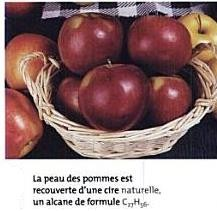 La peau des pommes est
recouverte d'une cire naturelle,
un alcane de formule C₂₇H₅₆.